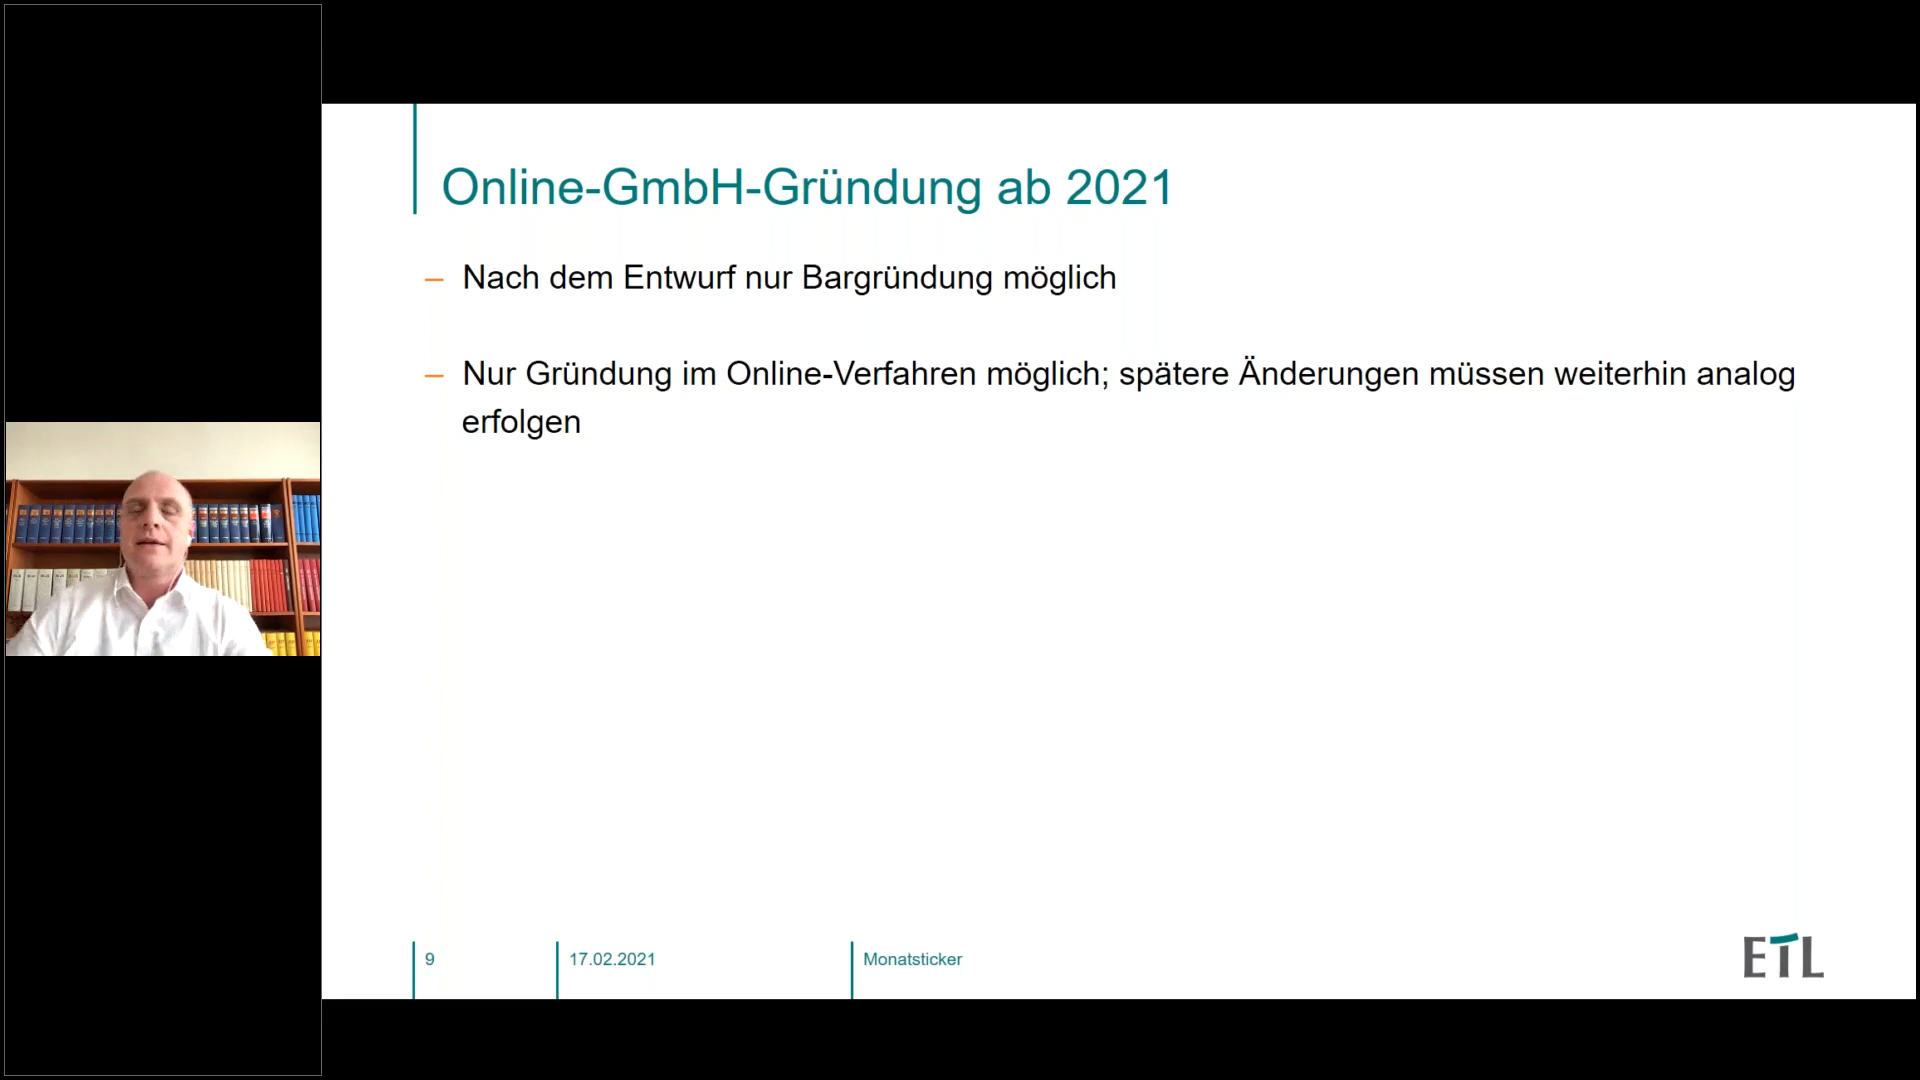 Online-GmbH-Gründung ab 2021
– Nach dem Entwurf nur Bargründung möglich
– Nur Gründung im Online-Verfahren möglich; spätere Änderungen müssen weiterhin analog
erfolgen
9
17.02.2021
Monatsticker
ETL